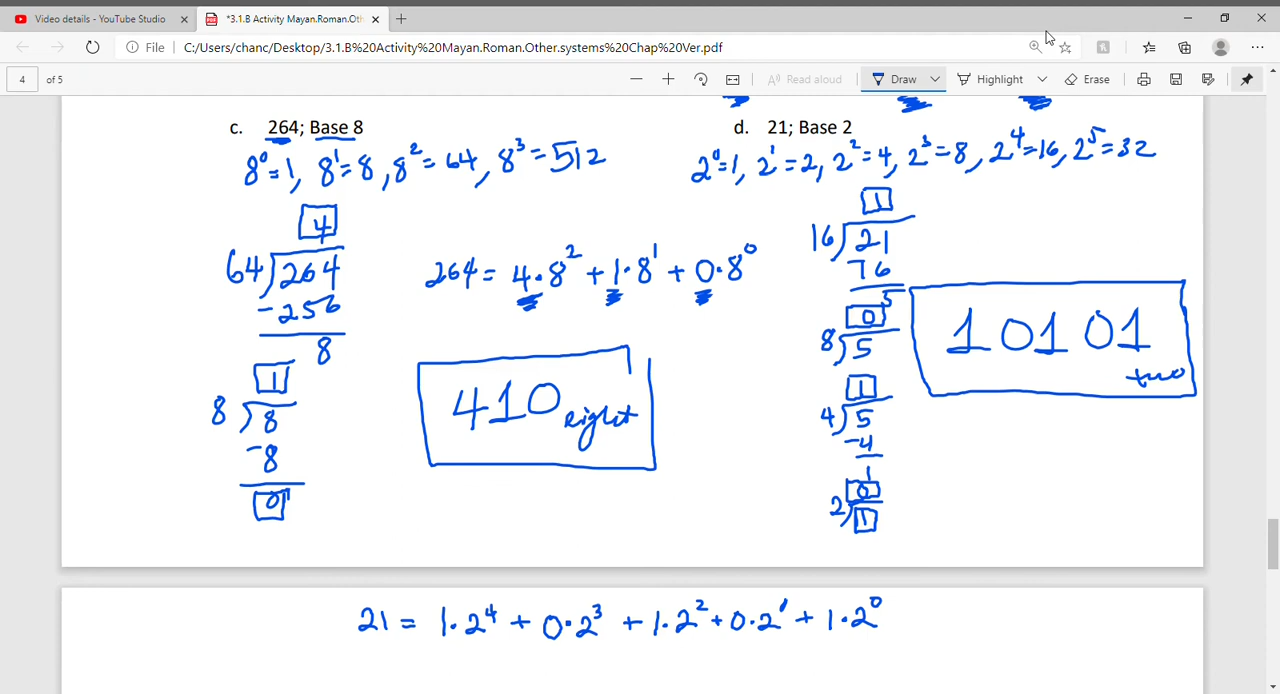 Video details - YouTube Studio
*3.1.B Activity Mayan.Roman.Oth
File C:/Users/chanc/Desktop/3.1.B%20Activity%20Mayan.Roman.Other.systems%20Chap%20Ver.pdf
4 of 5
Read aloud Draw Highlight Erase
c. 264; Base 8
8⁰=1, 8¹=8, 8²=64, 8³=512
4
64)264
-256
8
1
8)8
-8
0
264 = 4·8² + 1·8¹ + 0·8⁰
410 eight
d. 21; Base 2
2⁰=1, 2¹=2, 2²=4, 2³=8, 2⁴=16, 2⁵=32
1
16)21
16
5
0
8)5
1
4)5
-4
1
0
2)1
10101 two
21 = 1·2⁴ + 0·2³ + 1·2² + 0·2¹ + 1·2⁰